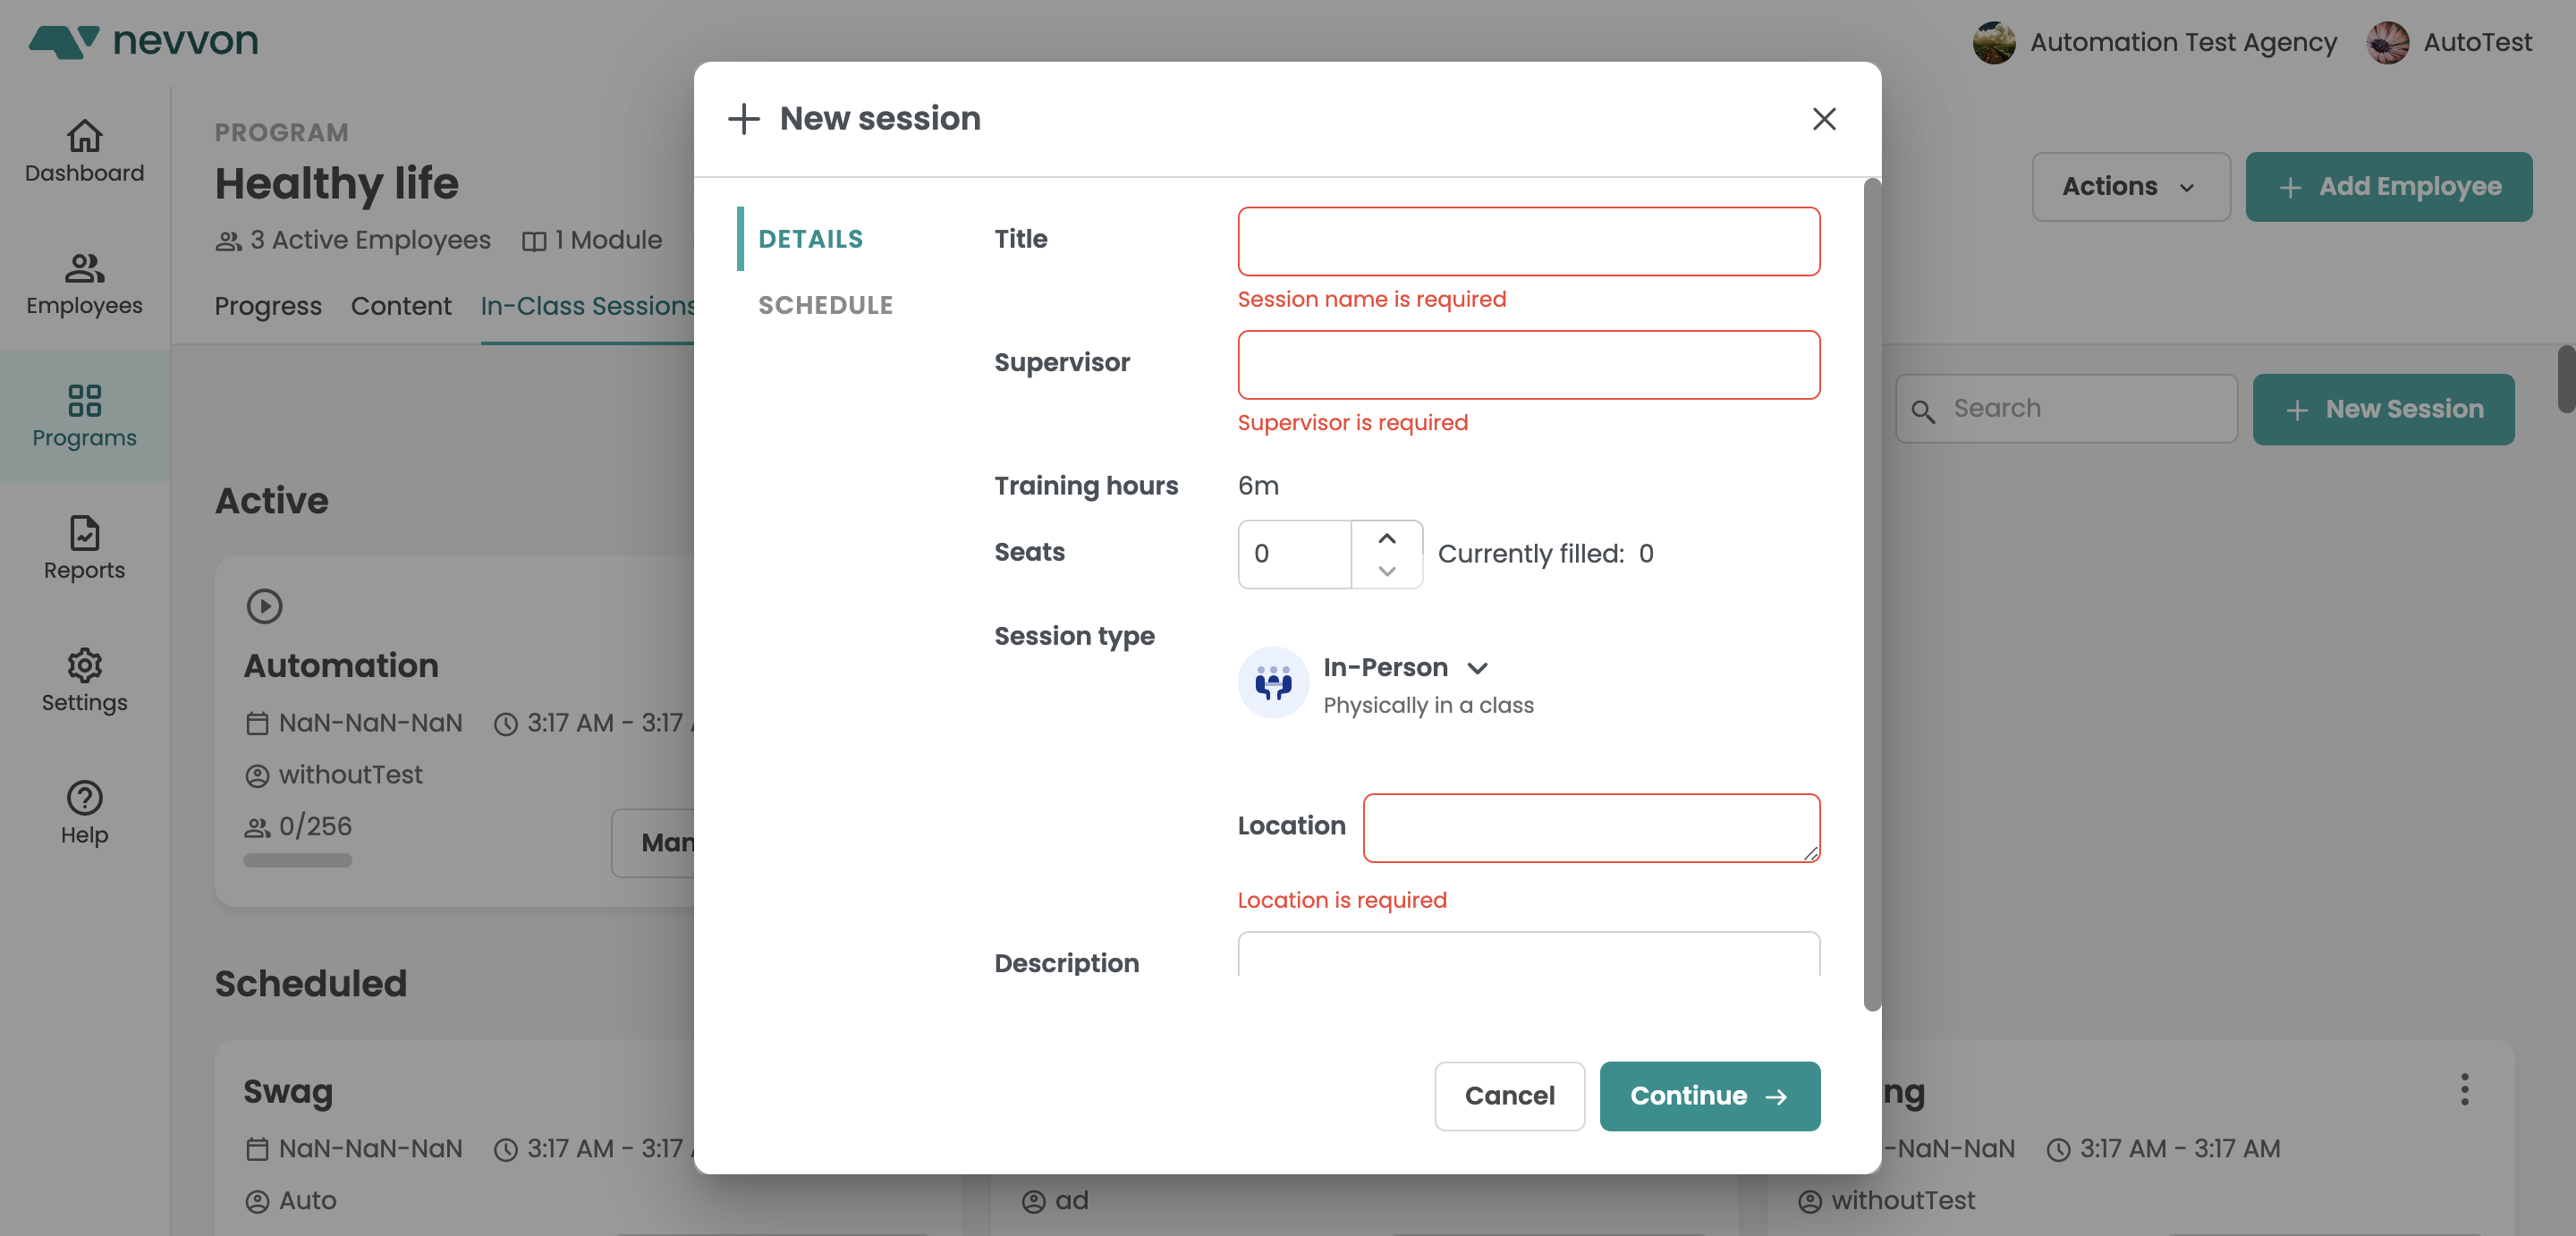 nevvon
Automation Test Agency
AutoTest
Dashboard
Employees
Programs
Reports
Settings
Help
PROGRAM
Healthy life
3 Active Employees
1 Module
Progress
Content
In-Class Sessions
Actions
+ Add Employee
Search
+ New Session
Active
Automation
NaN-NaN-NaN
3:17 AM - 3:17
withoutTest
0/256
Man
Scheduled
Swag
NaN-NaN-NaN
3:17 AM - 3:17
Auto
ad
ng
-NaN-NaN
3:17 AM - 3:17 AM
withoutTest
+ New session
DETAILS
SCHEDULE
Title
Session name is required
Supervisor
Supervisor is required
Training hours
6m
Seats
0
Currently filled: 0
Session type
In-Person
Physically in a class
Location
Location is required
Description
Cancel
Continue →